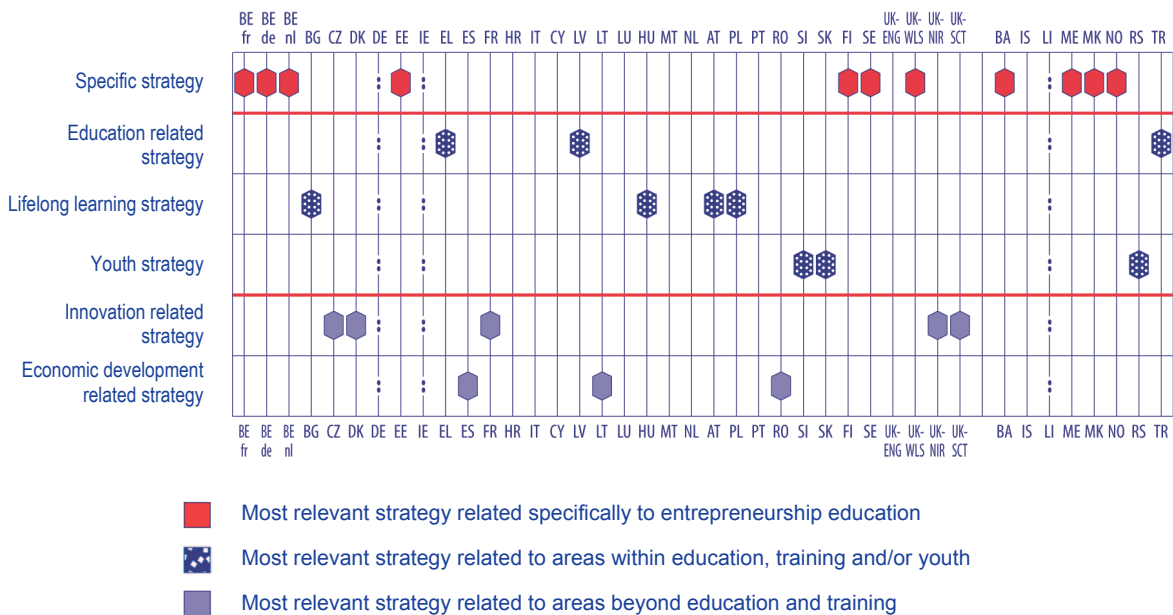 BE BE BE UK- UK- UK- UK-
fr de nl BG CZ DK DE EE IE EL ES FR HR IT CY LV LT LU HU MT NL AT PL PT RO SI SK FI SE ENG WLS NIR SCT BA IS LI ME MK NO RS TR
Specific strategy
Education related
strategy
Lifelong learning strategy
Youth strategy
Innovation related
strategy
Economic development
related strategy
BE BE BE BG CZ DK DE EE IE EL ES FR HR IT CY LV LT LU HU MT NL AT PL PT RO SI SK FI SE UK- UK- UK- UK- BA IS LI ME MK NO RS TR
fr de nl ENG WLS NIR SCT
Most relevant strategy related specifically to entrepreneurship education
Most relevant strategy related to areas within education, training and/or youth
Most relevant strategy related to areas beyond education and training